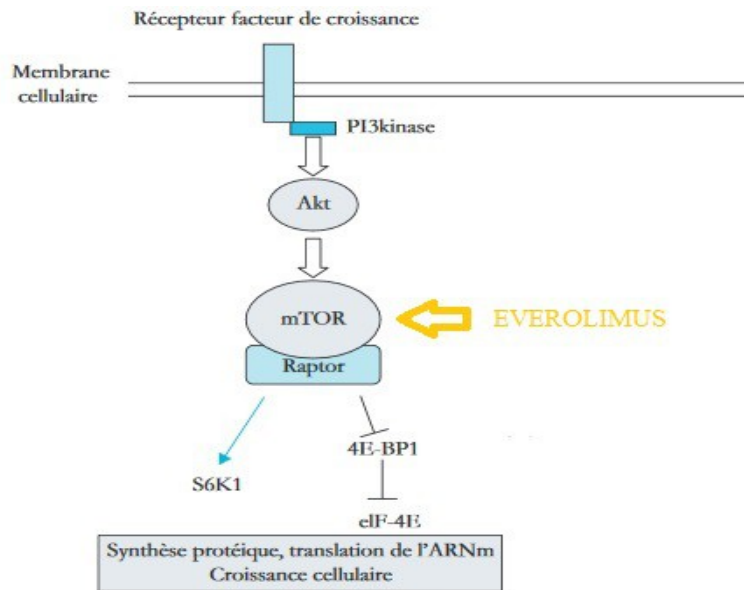 Récepteur facteur de croissance
Membrane
cellulaire
PI3kinase
Akt
mTOR
EVEROLIMUS
Raptor
4E-BP1
S6K1
elF-4E
Synthèse protéique, translation de l'ARNm
Croissance cellulaire